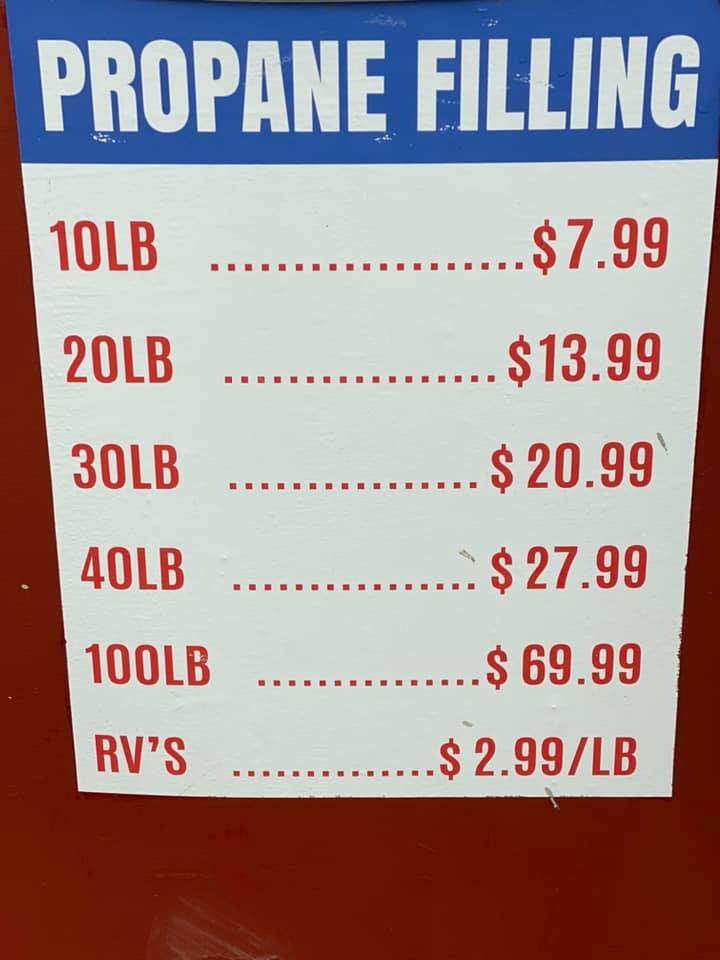 PROPANE FILLING
10LB ...................$7.99
20LB ................$13.99
30LB ...............$ 20.99
40LB ...............$ 27.99
100LB ..............$ 69.99
RV'S .............$ 2.99/LB